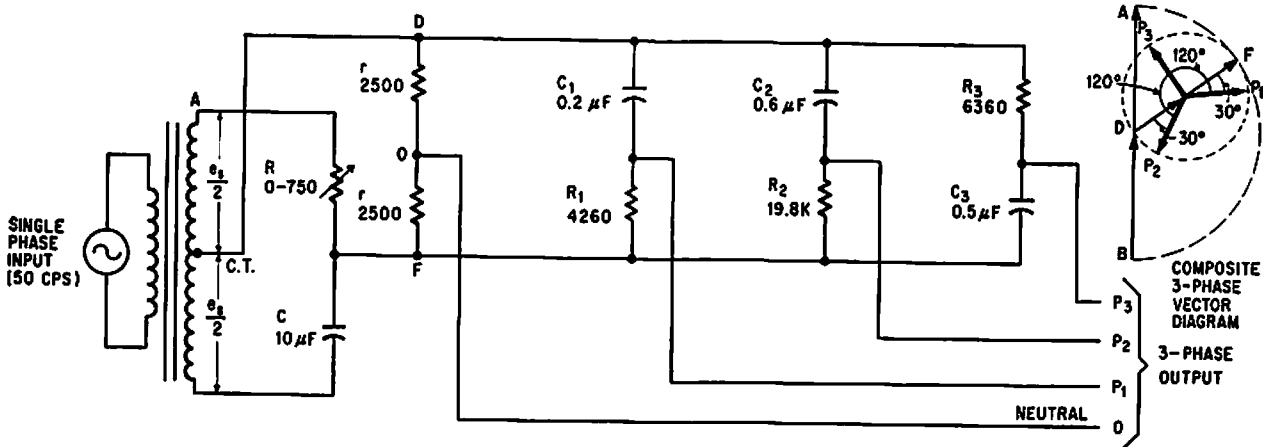 SINGLE
PHASE
INPUT
(50 CPS)
A
e_s/2
C.T.
e_s/2
R
0-750
C
10 µF
D
r
2500
O
r
2500
F
C1
0.2 µF
R1
4260
C2
0.6 µF
R2
19.8K
R3
6360
C3
0.5 µF
A
P3
120°
F
120°
P1
30°
D
-30°
P2
B
COMPOSITE
3-PHASE
VECTOR
DIAGRAM
P3
P2
P1
NEUTRAL O
3-PHASE
OUTPUT